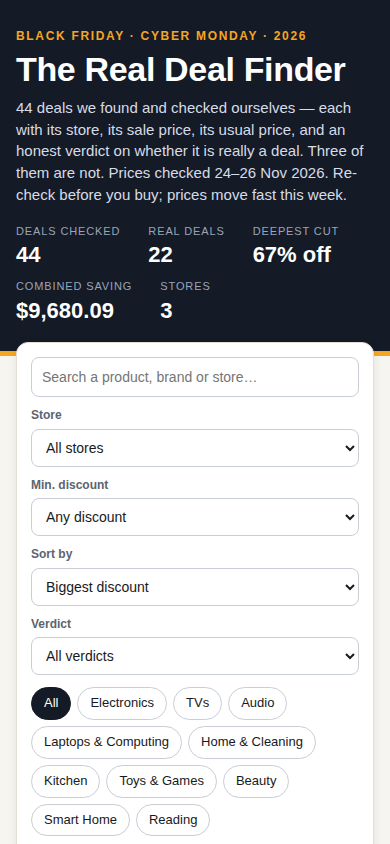 BLACK FRIDAY · CYBER MONDAY · 2026
The Real Deal Finder
44 deals we found and checked ourselves — each
with its store, its sale price, its usual price, and an
honest verdict on whether it is really a deal. Three of
them are not. Prices checked 24–26 Nov 2026. Re-
check before you buy; prices move fast this week.
DEALS CHECKED REAL DEALS DEEPEST CUT
44 22 67% off
COMBINED SAVING STORES
$9,680.09 3
Search a product, brand or store…
Store
All stores
Min. discount
Any discount
Sort by
Biggest discount
Verdict
All verdicts
All Electronics TVs Audio
Laptops & Computing Home & Cleaning
Kitchen Toys & Games Beauty
Smart Home Reading